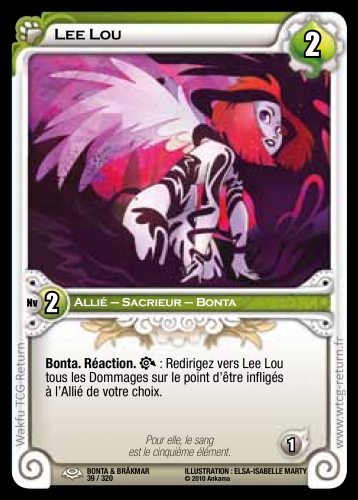 Lee Lou
2
Nv 2 Allié – Sacrieur – Bonta
Bonta. Réaction. : Redirigez vers Lee Lou
tous les Dommages sur le point d'être infligés
à l'Allié de votre choix.
Pour elle, le sang
est le cinquième élément.
1
BONTA & BRÂKMAR
39 / 320
ILLUSTRATION : ELSA-ISABELLE MARTY
© 2010 Ankama
Wakfu TCG Return
www.wtcg-return.fr